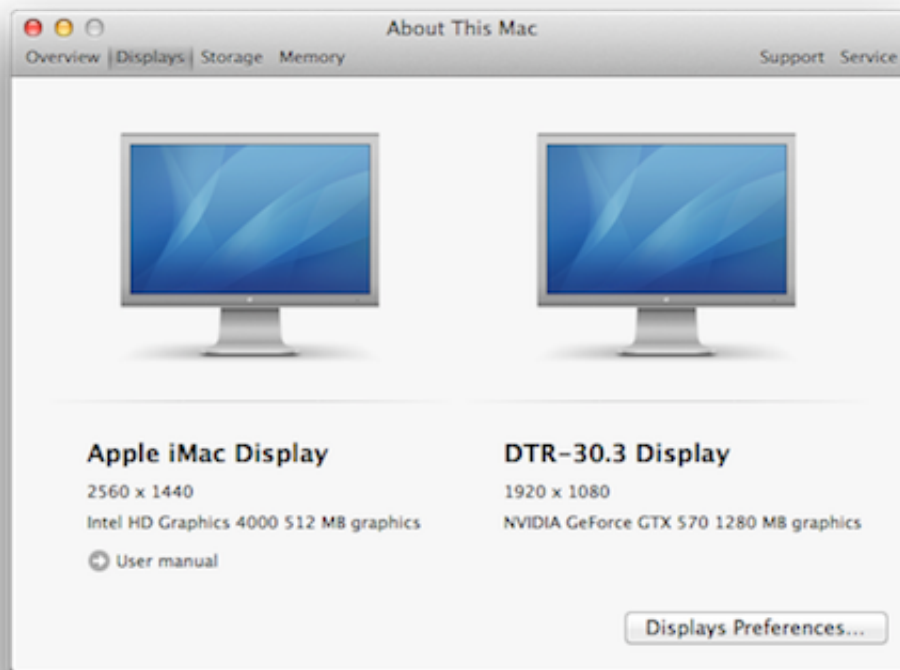 About This Mac
Overview Displays Storage Memory Support Service
Apple iMac Display
2560 x 1440
Intel HD Graphics 4000 512 MB graphics
User manual
DTR-30.3 Display
1920 x 1080
NVIDIA GeForce GTX 570 1280 MB graphics
Displays Preferences...